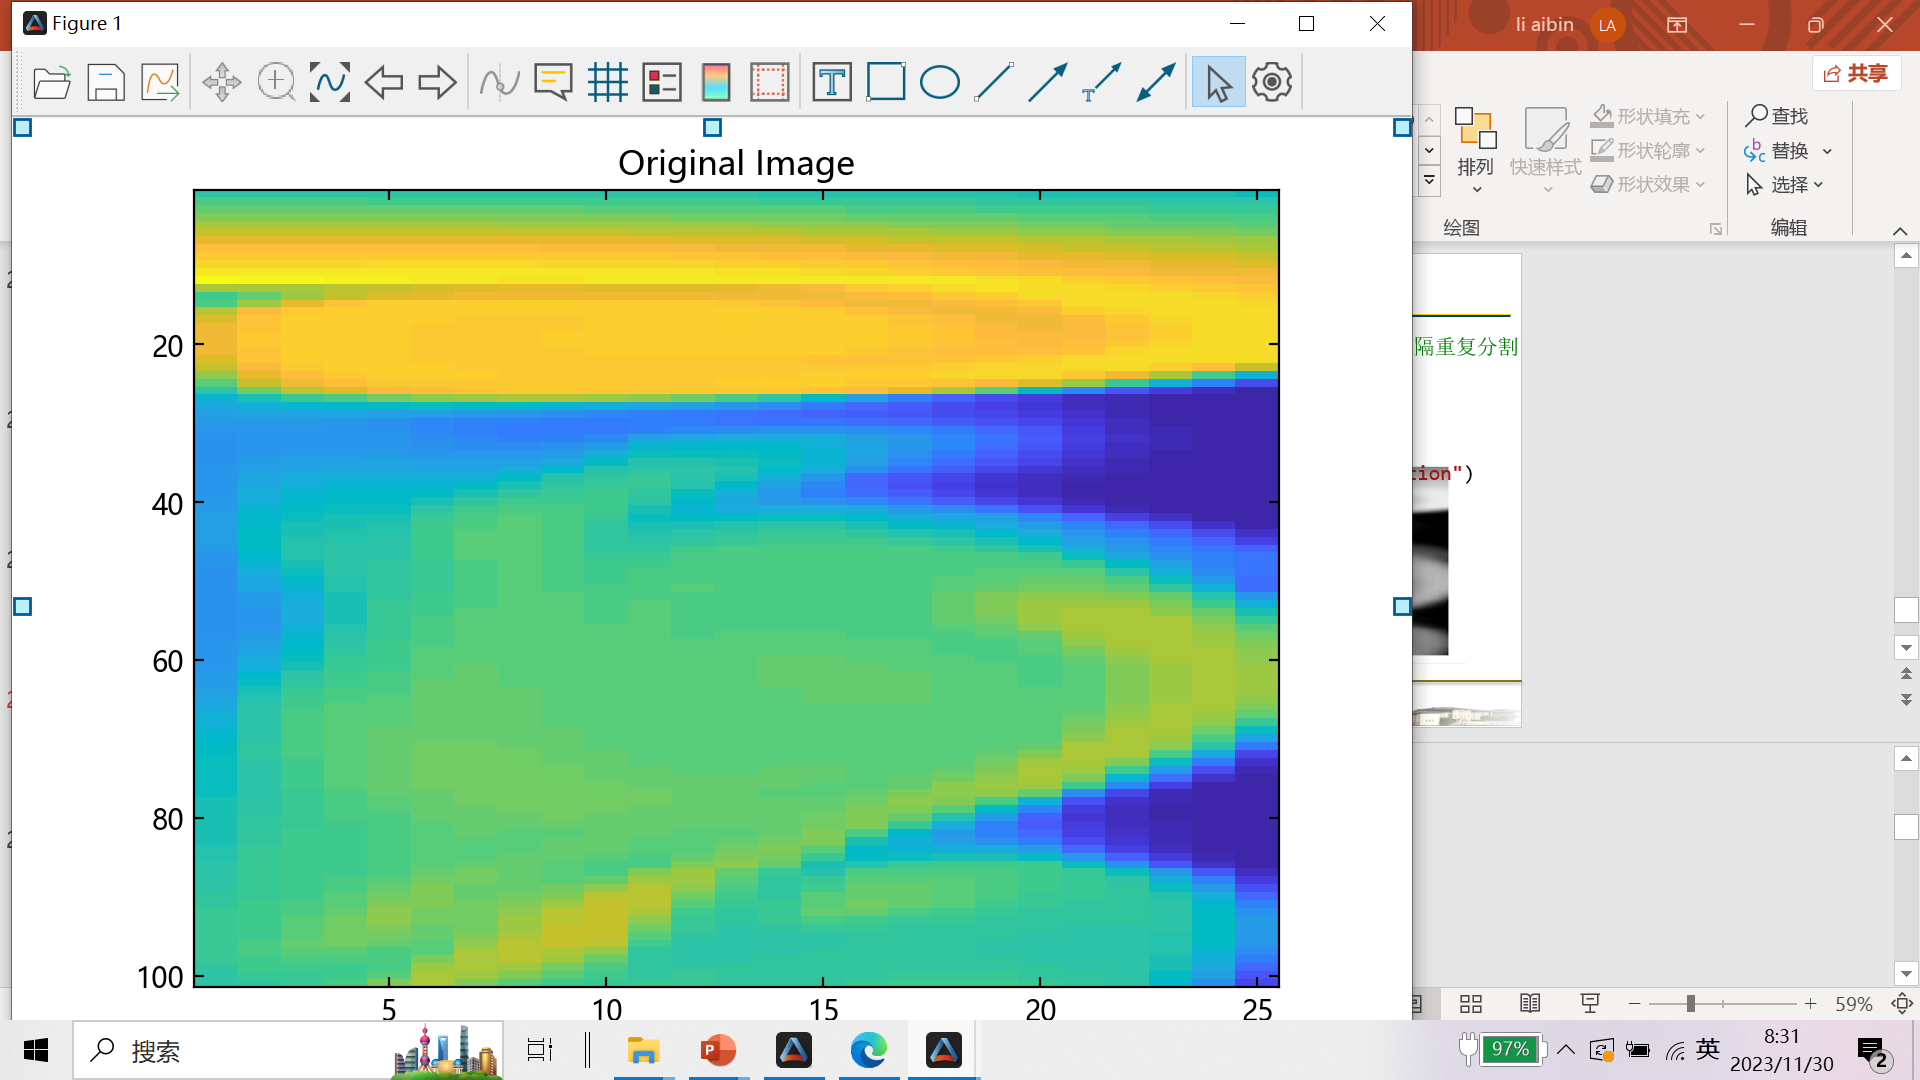 Figure 1
li aibin
LA
共享
T
T
排列
快速样式
形状填充
形状轮廓
形状效果
查找
替换
选择
绘图
编辑
Original Image
20
40
60
80
100
5
10
15
20
25
隔重复分割
tion")
59%
搜索
P
97%
英
8:31
2023/11/30
2